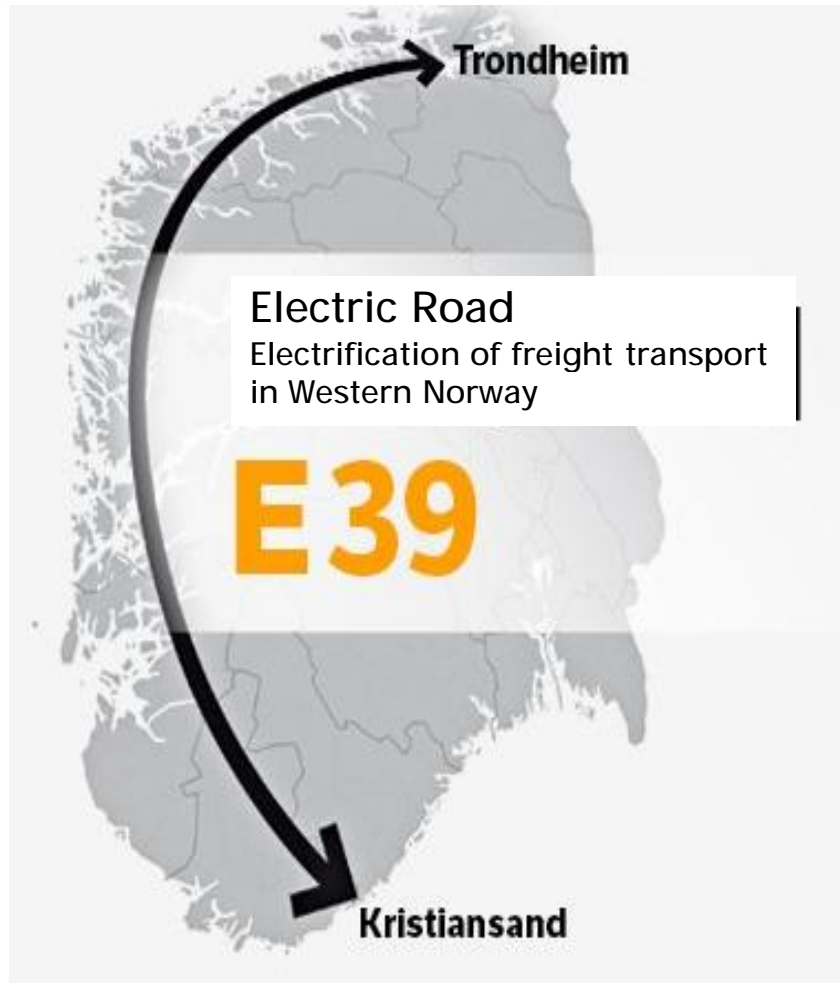 Trondheim
Electric Road
Electrification of freight transport
in Western Norway
E39
Kristiansand